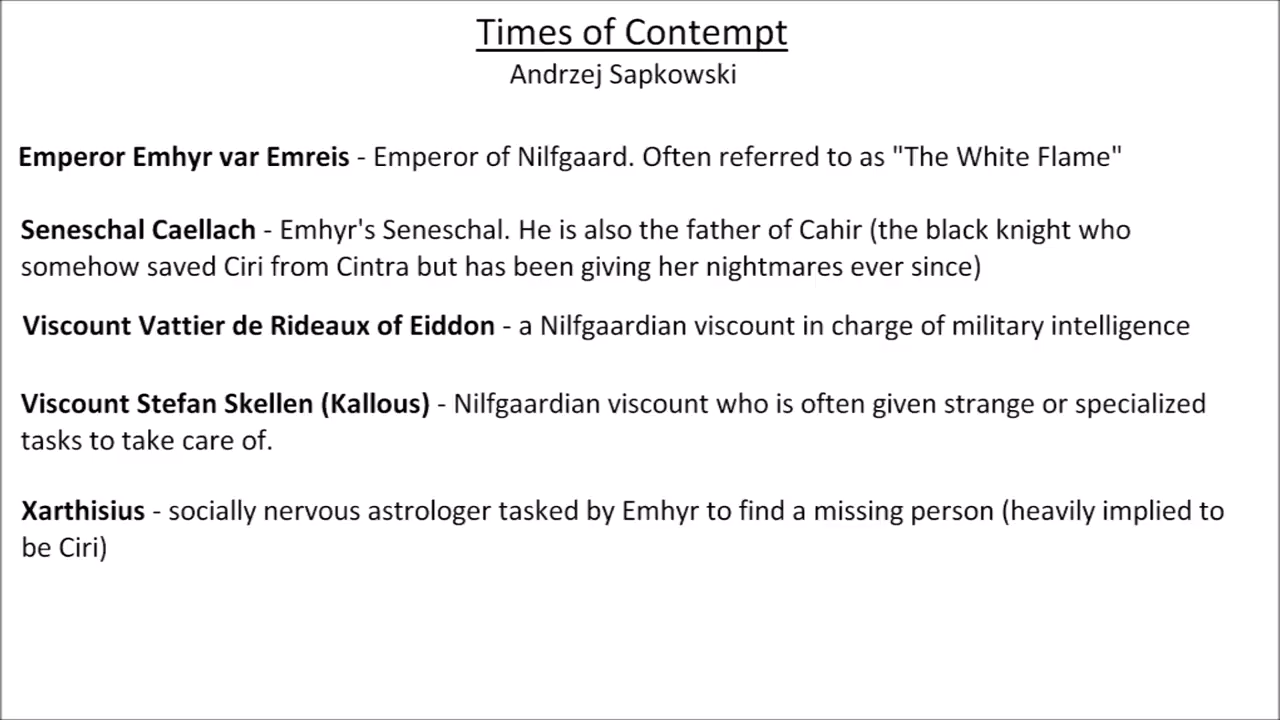 Times of Contempt
Andrzej Sapkowski
Emperor Emhyr var Emreis - Emperor of Nilfgaard. Often referred to as "The White Flame"
Seneschal Caellach - Emhyr's Seneschal. He is also the father of Cahir (the black knight who
somehow saved Ciri from Cintra but has been giving her nightmares ever since)
Viscount Vattier de Rideaux of Eiddon - a Nilfgaardian viscount in charge of military intelligence
Viscount Stefan Skellen (Kallous) - Nilfgaardian viscount who is often given strange or specialized
tasks to take care of.
Xarthisius - socially nervous astrologer tasked by Emhyr to find a missing person (heavily implied to
be Ciri)